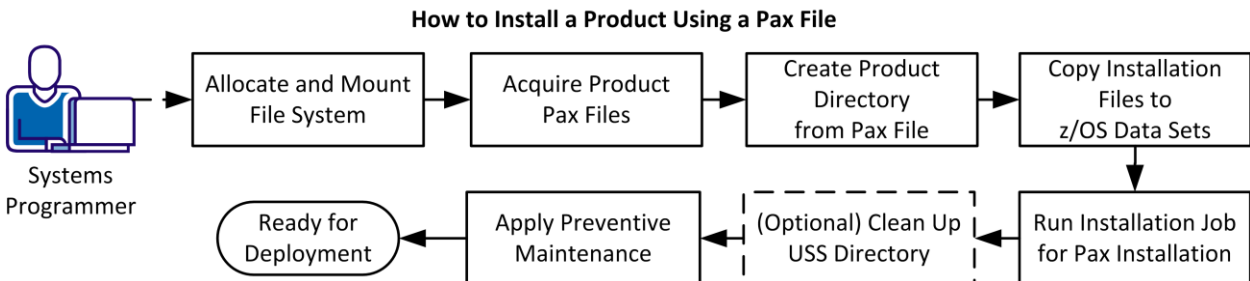 How to Install a Product Using a Pax File
Systems
Programmer
Allocate and Mount
File System
Acquire Product
Pax Files
Create Product
Directory
from Pax File
Copy Installation
Files to
z/OS Data Sets
Run Installation Job
for Pax Installation
(Optional) Clean Up
USS Directory
Apply Preventive
Maintenance
Ready for
Deployment